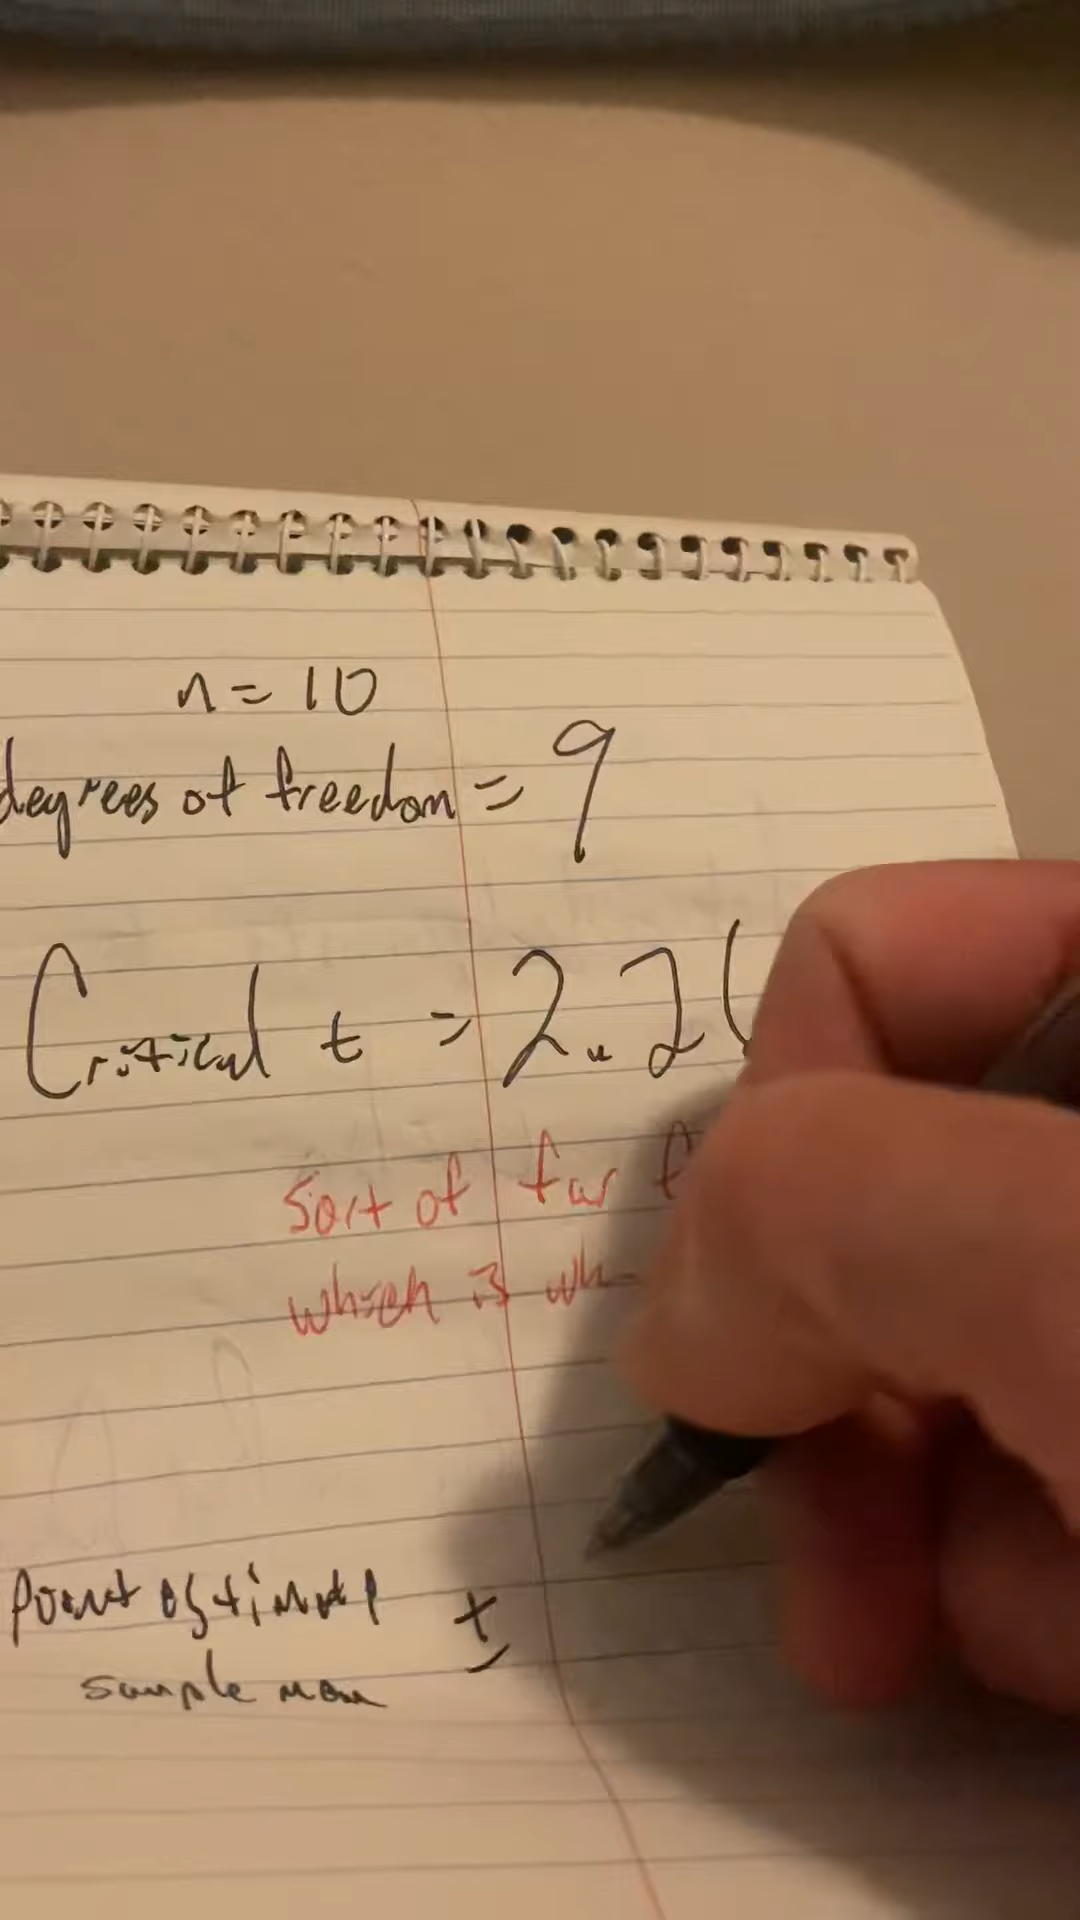 n = 10
degrees of freedom = 9
Critical t = 2.2
sort of far
which is
point estimate ±
sample mean